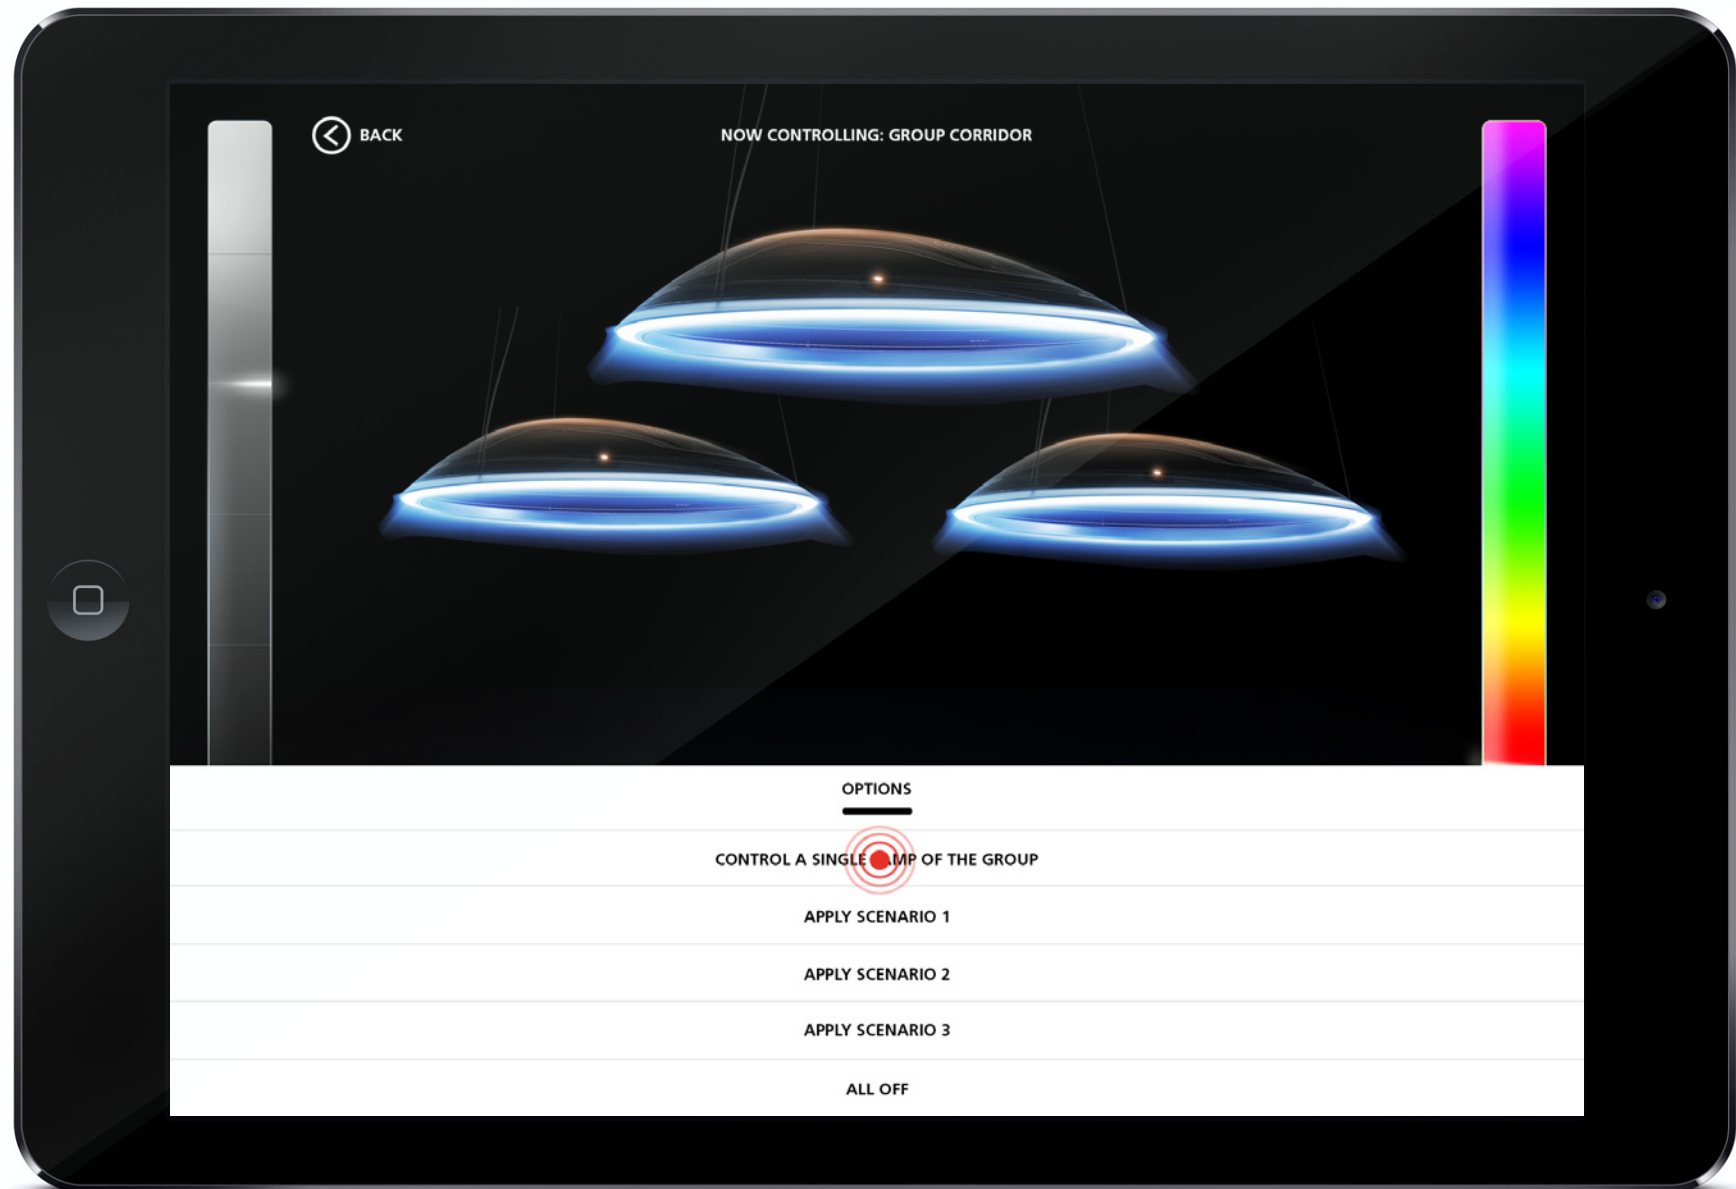 BACK
NOW CONTROLLING: GROUP CORRIDOR
OPTIONS
CONTROL A SINGLE LAMP OF THE GROUP
APPLY SCENARIO 1
APPLY SCENARIO 2
APPLY SCENARIO 3
ALL OFF